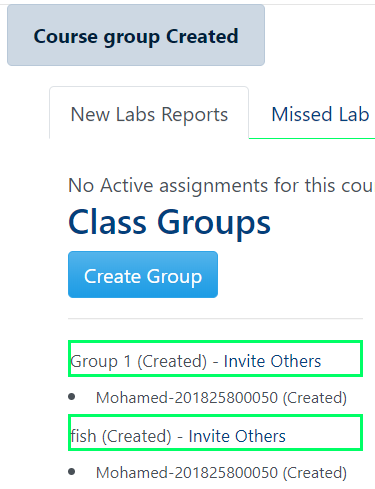 Course group Created
New Labs Reports
Missed Lab
No Active assignments for this cou
Class Groups
Create Group
Group 1 (Created) - Invite Others
Mohamed-201825800050 (Created)
fish (Created) - Invite Others
Mohamed-201825800050 (Created)